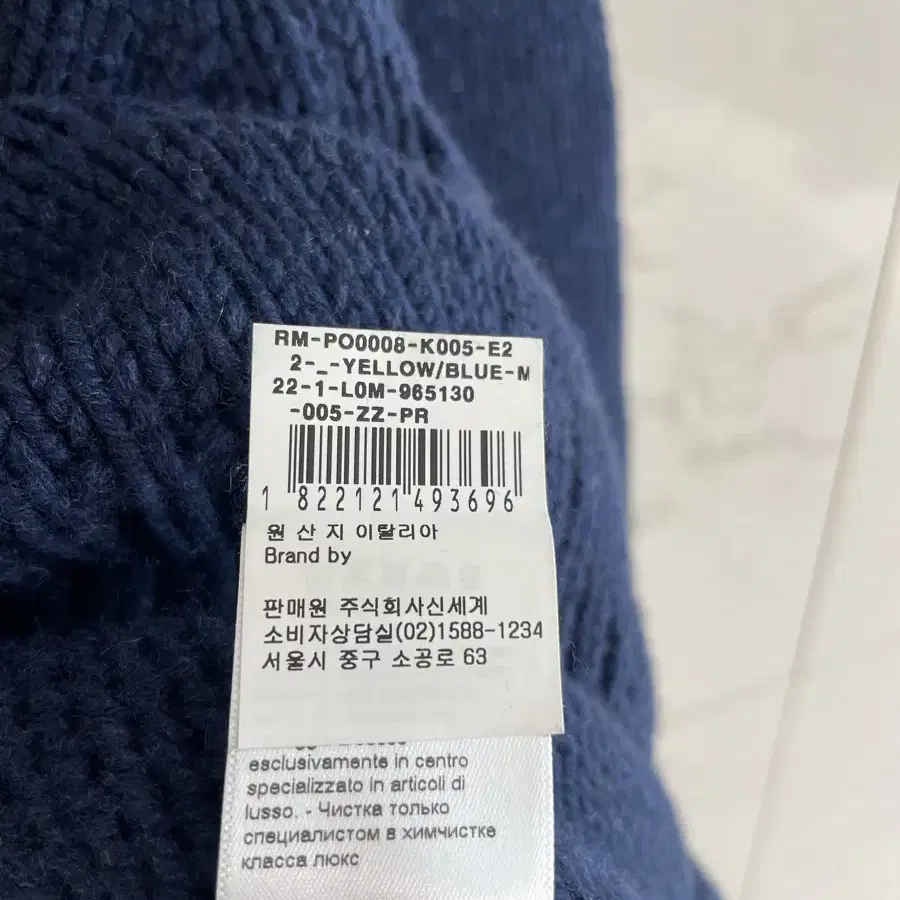 RM-PO0008-K005-E2
2-_-YELLOW/BLUE-M
22-1-L0M-965130
-005-ZZ-PR
1 822121 493696
원 산 지 이탈리아
Brand by
판매원 주식회사신세계
소비자상담실(02)1588-1234
서울시 중구 소공로 63
esclusivamente in centro
specializzato in articoli di
lusso. - Чистка только
специалистом в химчистке
класса люкс